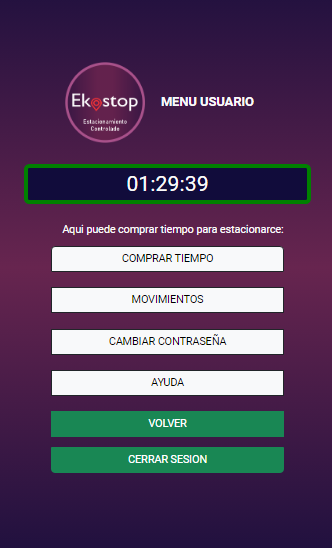 Ekostop
Estacionamiento
Controlado
MENU USUARIO
01:29:39
Aqui puede comprar tiempo para estacionarce:
COMPRAR TIEMPO
MOVIMIENTOS
CAMBIAR CONTRASEÑA
AYUDA
VOLVER
CERRAR SESION